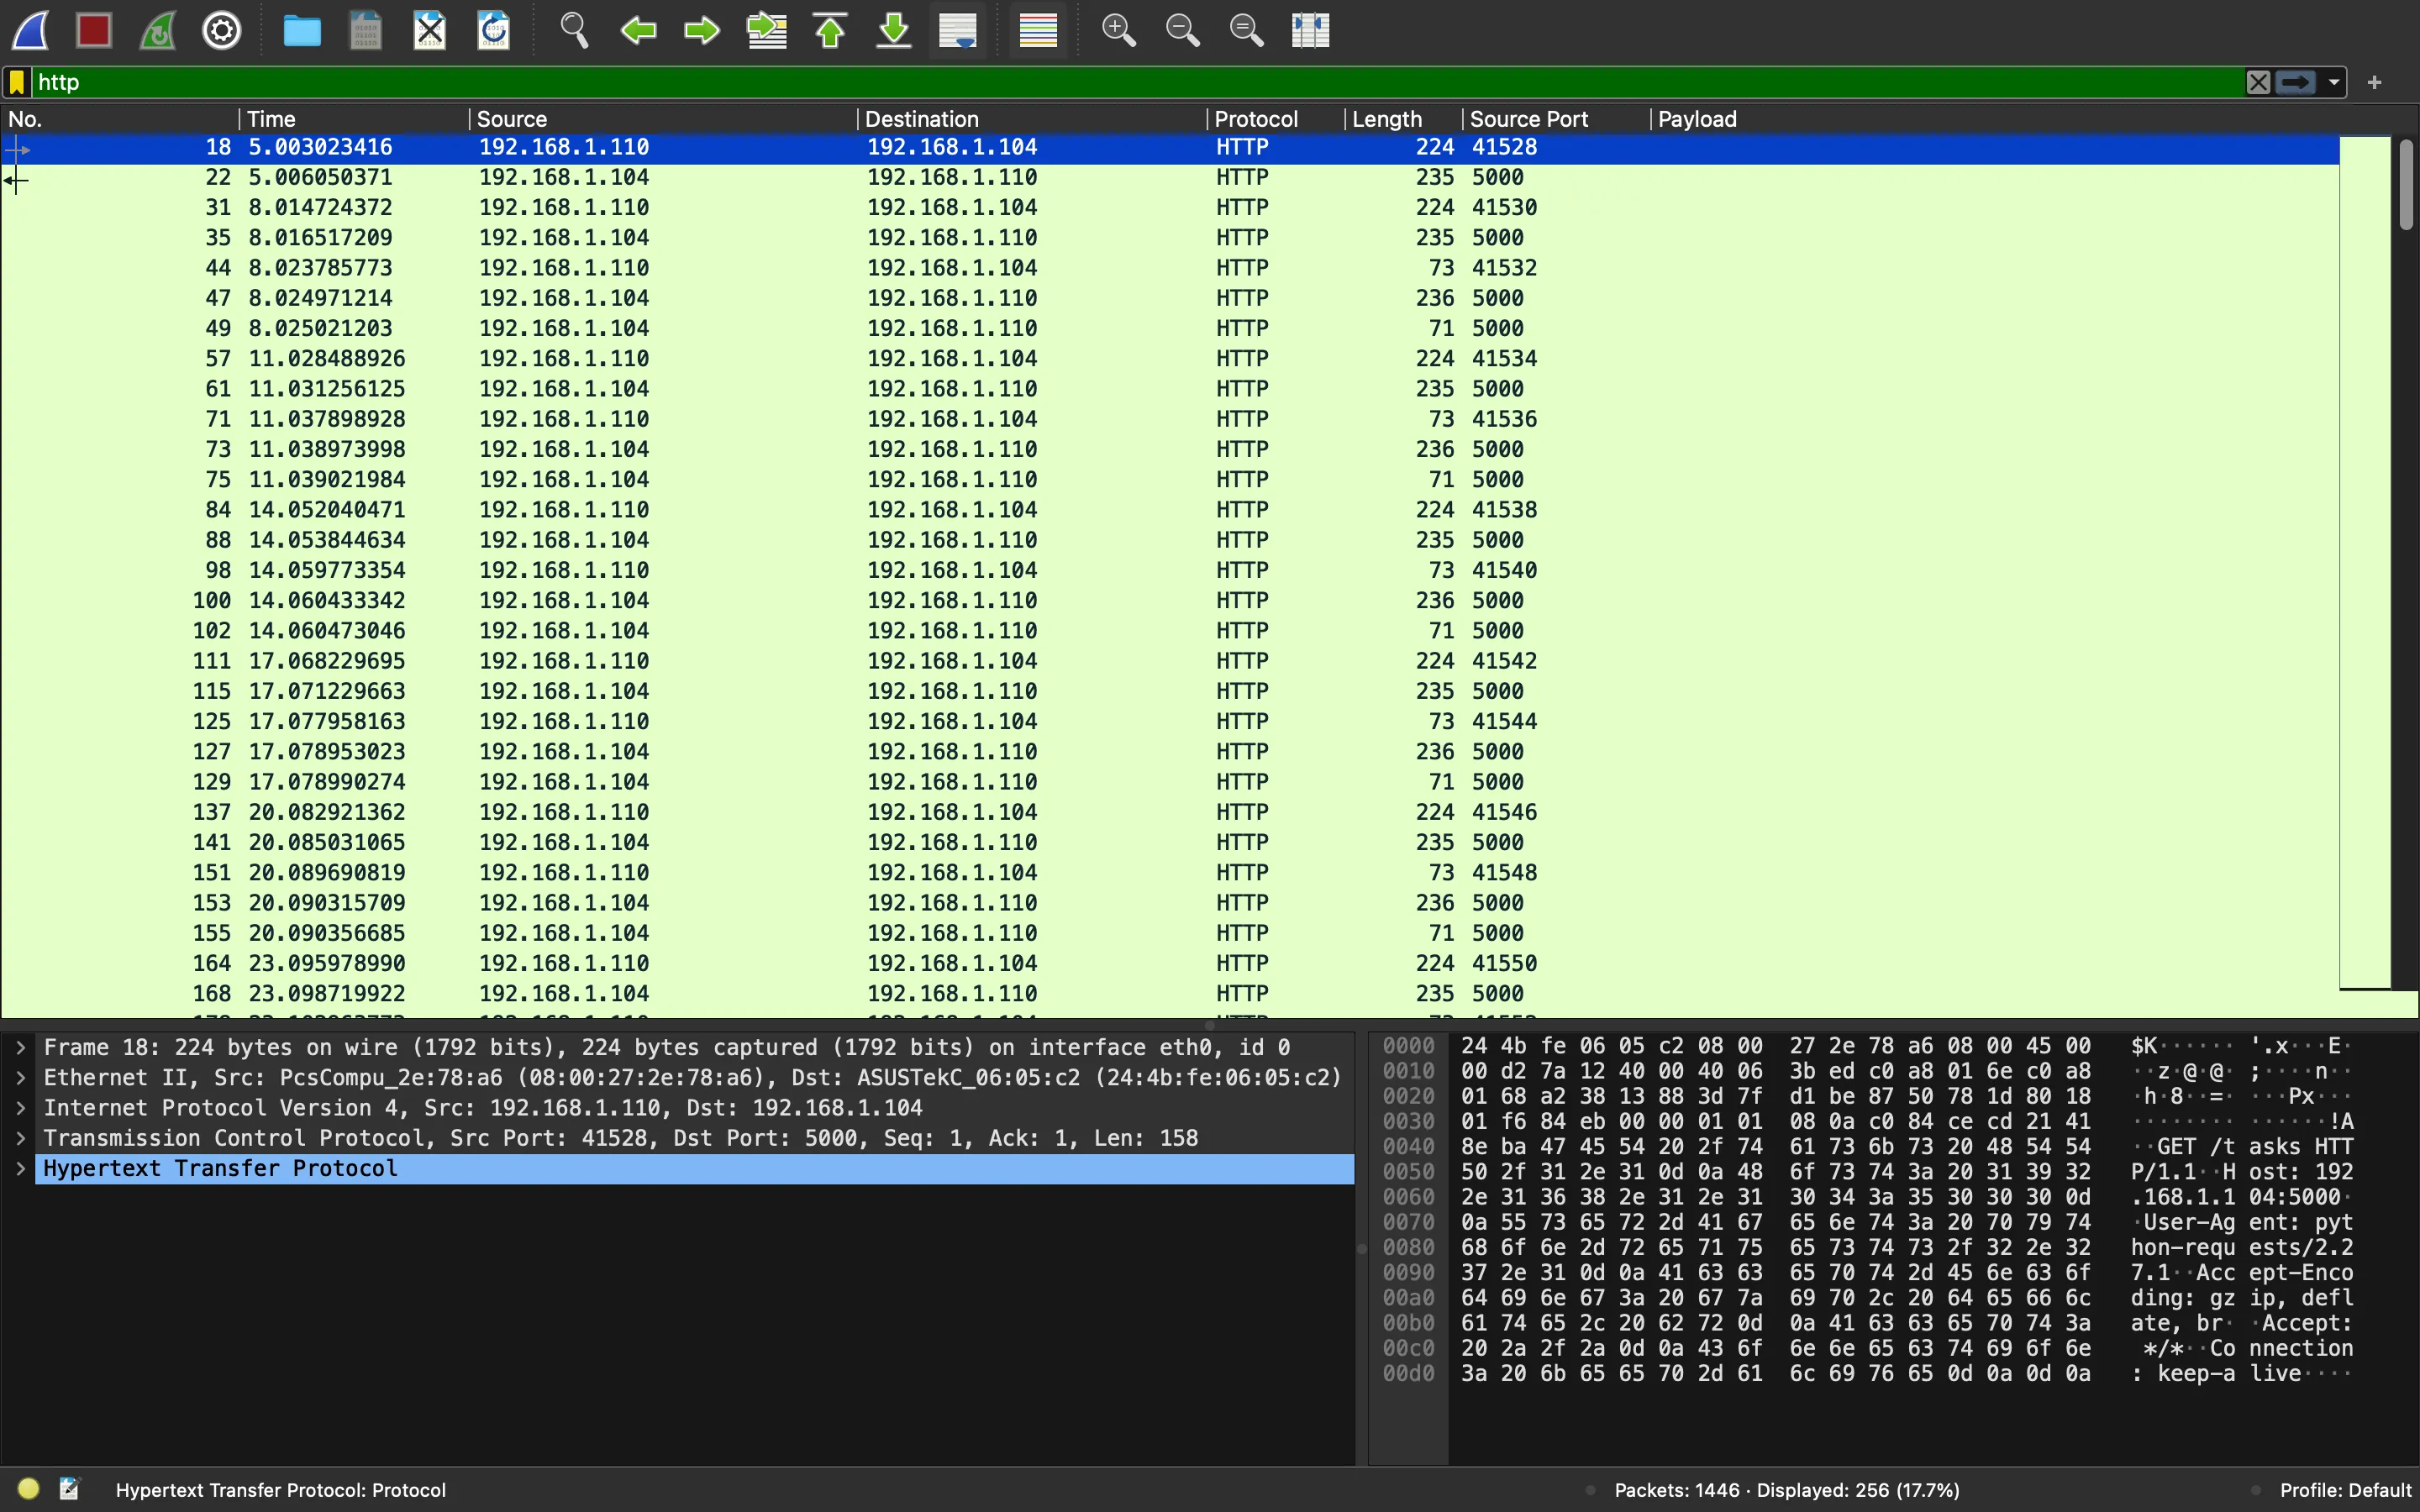 http
No. Time Source Destination Protocol Length Source Port Payload
18 5.003023416 192.168.1.110 192.168.1.104 HTTP 224 41528
22 5.006050371 192.168.1.104 192.168.1.110 HTTP 235 5000
31 8.014724372 192.168.1.110 192.168.1.104 HTTP 224 41530
35 8.016517209 192.168.1.104 192.168.1.110 HTTP 235 5000
44 8.023785773 192.168.1.110 192.168.1.104 HTTP 73 41532
47 8.024971214 192.168.1.104 192.168.1.110 HTTP 236 5000
49 8.025021203 192.168.1.104 192.168.1.110 HTTP 71 5000
57 11.028488926 192.168.1.110 192.168.1.104 HTTP 224 41534
61 11.031256125 192.168.1.104 192.168.1.110 HTTP 235 5000
71 11.037898928 192.168.1.110 192.168.1.104 HTTP 73 41536
73 11.038973998 192.168.1.104 192.168.1.110 HTTP 236 5000
75 11.039021984 192.168.1.104 192.168.1.110 HTTP 71 5000
84 14.052040471 192.168.1.110 192.168.1.104 HTTP 224 41538
88 14.053844634 192.168.1.104 192.168.1.110 HTTP 235 5000
98 14.059773354 192.168.1.110 192.168.1.104 HTTP 73 41540
100 14.060433342 192.168.1.104 192.168.1.110 HTTP 236 5000
102 14.060473046 192.168.1.104 192.168.1.110 HTTP 71 5000
111 17.068229695 192.168.1.110 192.168.1.104 HTTP 224 41542
115 17.071229663 192.168.1.104 192.168.1.110 HTTP 235 5000
125 17.077958163 192.168.1.110 192.168.1.104 HTTP 73 41544
127 17.078953023 192.168.1.104 192.168.1.110 HTTP 236 5000
129 17.078990274 192.168.1.104 192.168.1.110 HTTP 71 5000
137 20.082921362 192.168.1.110 192.168.1.104 HTTP 224 41546
141 20.085031065 192.168.1.104 192.168.1.110 HTTP 235 5000
151 20.089690819 192.168.1.110 192.168.1.104 HTTP 73 41548
153 20.090315709 192.168.1.104 192.168.1.110 HTTP 236 5000
155 20.090356685 192.168.1.104 192.168.1.110 HTTP 71 5000
164 23.095978990 192.168.1.110 192.168.1.104 HTTP 224 41550
168 23.098719922 192.168.1.104 192.168.1.110 HTTP 235 5000
Frame 18: 224 bytes on wire (1792 bits), 224 bytes captured (1792 bits) on interface eth0, id 0
Ethernet II, Src: PcsCompu_2e:78:a6 (08:00:27:2e:78:a6), Dst: ASUSTekC_06:05:c2 (24:4b:fe:06:05:c2)
Internet Protocol Version 4, Src: 192.168.1.110, Dst: 192.168.1.104
Transmission Control Protocol, Src Port: 41528, Dst Port: 5000, Seq: 1, Ack: 1, Len: 158
Hypertext Transfer Protocol
0000 24 4b fe 06 05 c2 08 00 27 2e 78 a6 08 00 45 00 $K······ '.x···E·
0010 00 d2 7a 12 40 00 40 06 3b ed c0 a8 01 6e c0 a8 ··z·@·@· ;····n··
0020 01 68 a2 38 13 88 3d 7f d1 be 87 50 78 1d 80 18 ·h·8··=· ···Px···
0030 01 f6 84 eb 00 00 01 01 08 0a c0 84 ce cd 21 41 ········ ······!A
0040 8e ba 47 45 54 20 2f 74 61 73 6b 73 20 48 54 54 ··GET /t asks HTT
0050 50 2f 31 2e 31 0d 0a 48 6f 73 74 3a 20 31 39 32 P/1.1··H ost: 192
0060 2e 31 36 38 2e 31 2e 31 30 34 3a 35 30 30 30 0d .168.1.1 04:5000·
0070 0a 55 73 65 72 2d 41 67 65 6e 74 3a 20 70 79 74 ·User-Ag ent: pyt
0080 68 6f 6e 2d 72 65 71 75 65 73 74 73 2f 32 2e 32 hon-requ ests/2.2
0090 37 2e 31 0d 0a 41 63 63 65 70 74 2d 45 6e 63 6f 7.1··Acc ept-Enco
00a0 64 69 6e 67 3a 20 67 7a 69 70 2c 20 64 65 66 6c ding: gz ip, defl
00b0 61 74 65 2c 20 62 72 0d 0a 41 63 63 65 70 74 3a ate, br· ·Accept:
00c0 20 2a 2f 2a 0d 0a 43 6f 6e 6e 65 63 74 69 6f 6e */*··Co nnection
00d0 3a 20 6b 65 65 70 2d 61 6c 69 76 65 0d 0a 0d 0a : keep-a live····
Hypertext Transfer Protocol: Protocol
Packets: 1446 · Displayed: 256 (17.7%)
Profile: Default